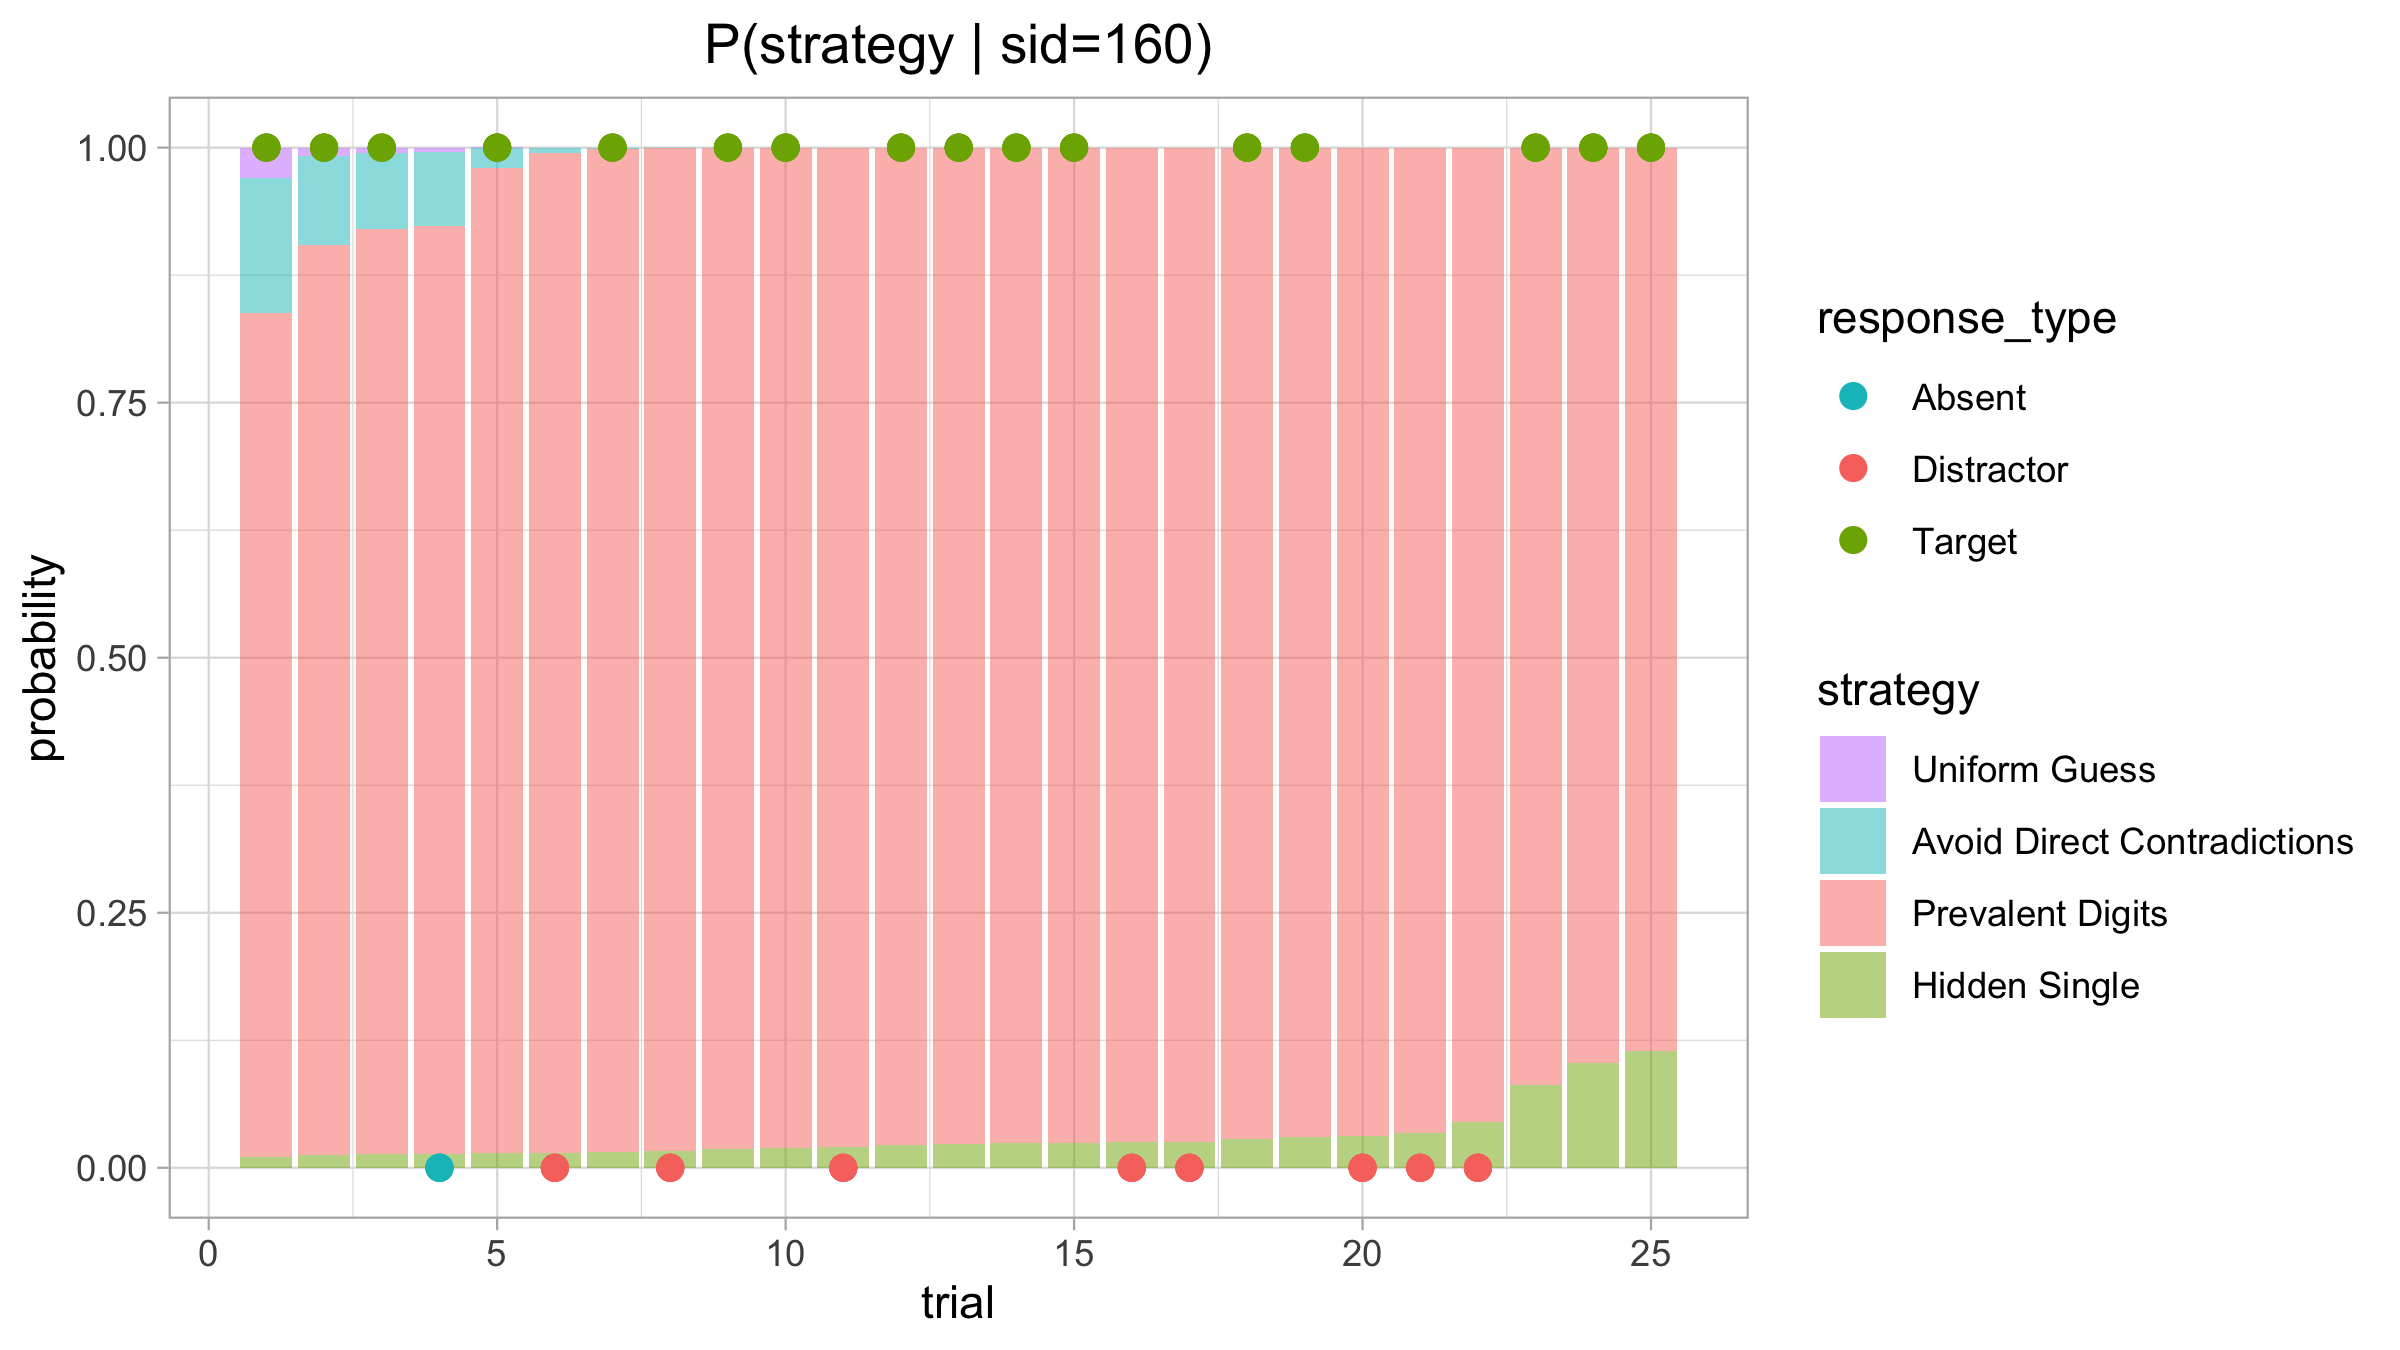 P(strategy | sid=160)
probability
1.00
0.75
0.50
0.25
0.00
0 5 10 15 20 25
trial
response_type
Absent
Distractor
Target
strategy
Uniform Guess
Avoid Direct Contradictions
Prevalent Digits
Hidden Single